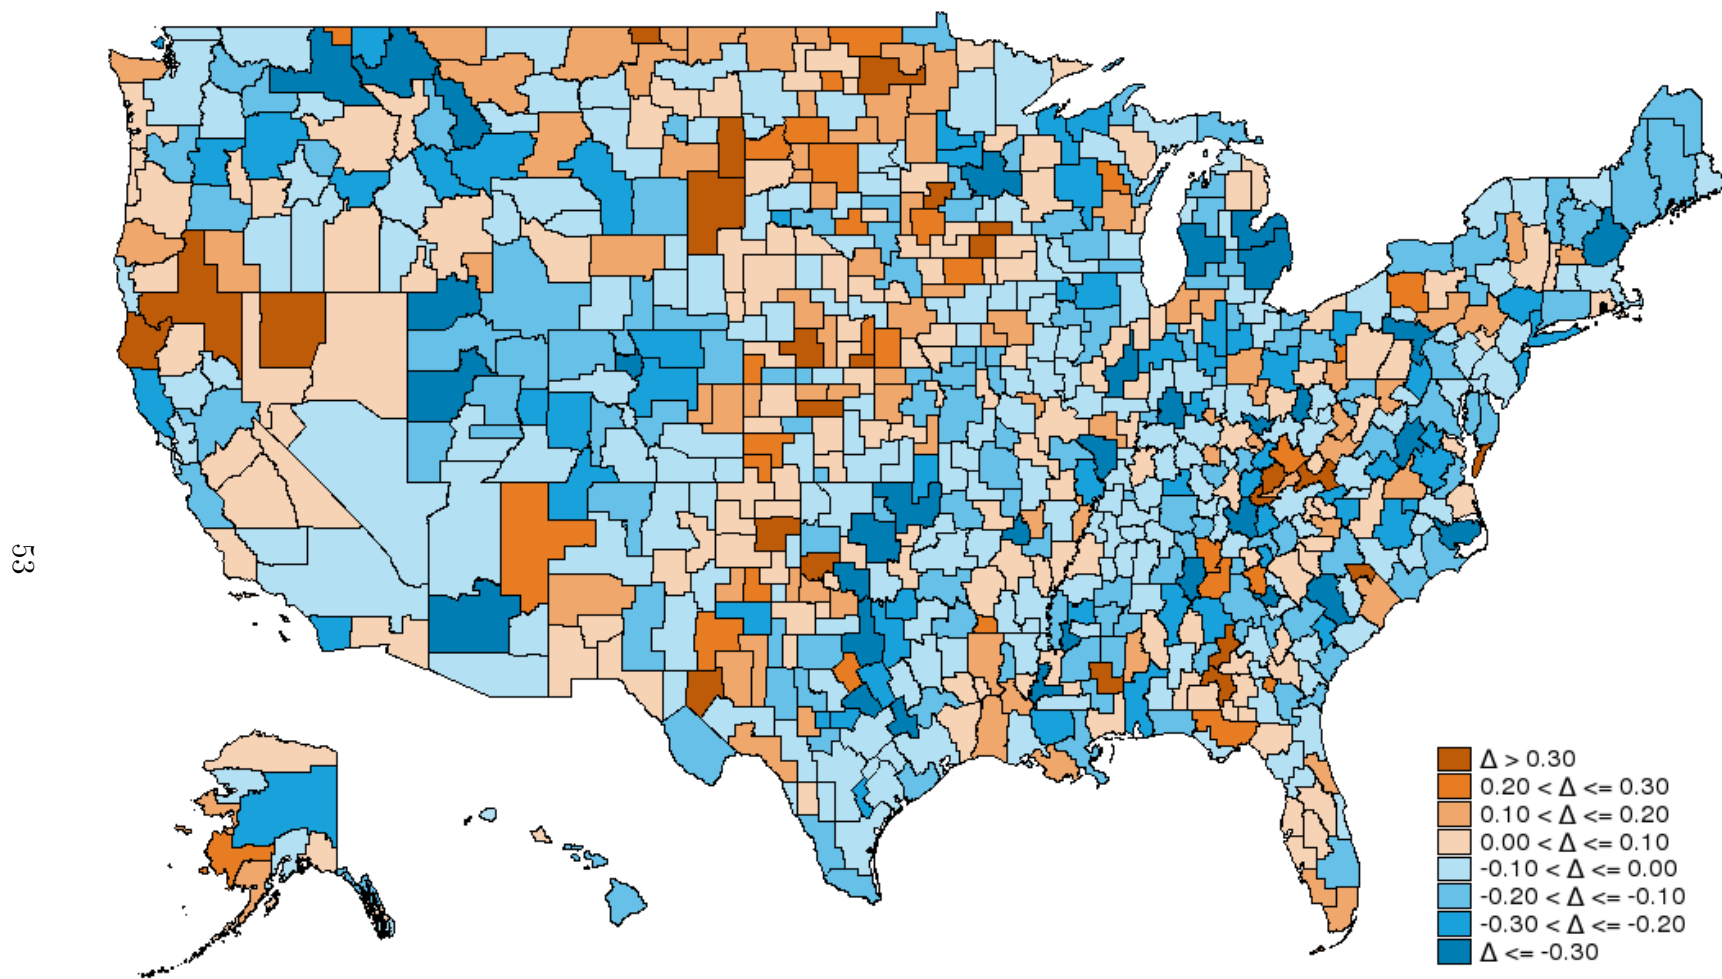 53
Δ > 0.30
0.20 < Δ <= 0.30
0.10 < Δ <= 0.20
0.00 < Δ <= 0.10
-0.10 < Δ <= 0.00
-0.20 < Δ <= -0.10
-0.30 < Δ <= -0.20
Δ <= -0.30